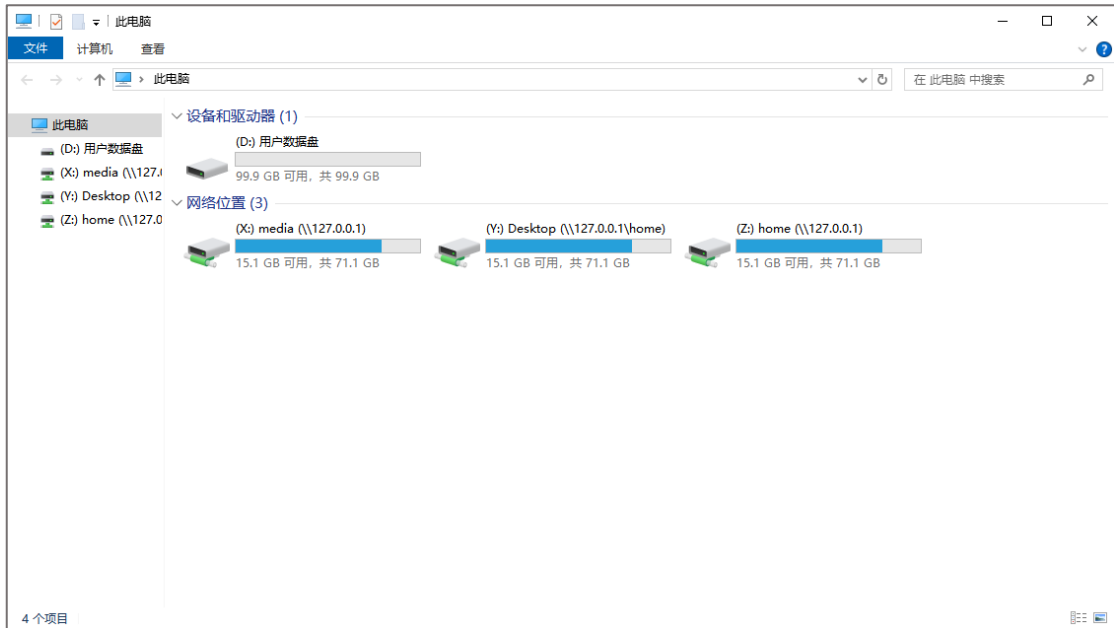 此电脑
文件 计算机 查看
此电脑
在 此电脑 中搜索
此电脑
(D:) 用户数据盘
(X:) media (\\127.(
(Y:) Desktop (\\12
(Z:) home (\\127.0
设备和驱动器 (1)
(D:) 用户数据盘
99.9 GB 可用，共 99.9 GB
网络位置 (3)
(X:) media (\\127.0.0.1)
15.1 GB 可用，共 71.1 GB
(Y:) Desktop (\\127.0.0.1\home)
15.1 GB 可用，共 71.1 GB
(Z:) home (\\127.0.0.1)
15.1 GB 可用，共 71.1 GB
4 个项目